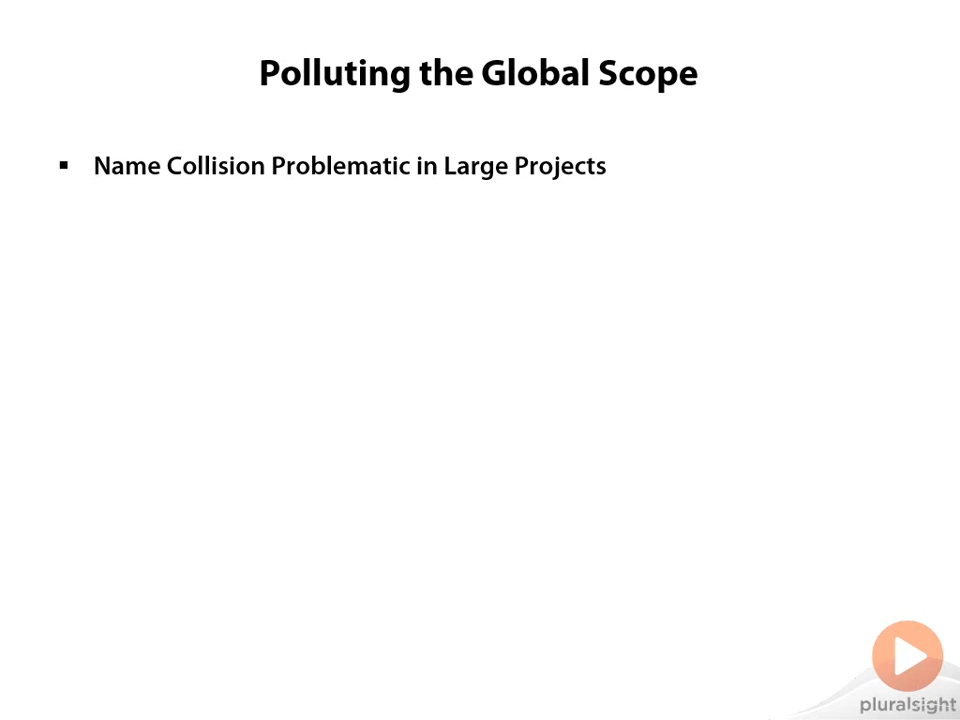 Polluting the Global Scope
▪ Name Collision Problematic in Large Projects
pluralsight